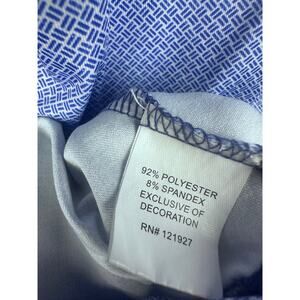 92% POLYESTER
8% SPANDEX
EXCLUSIVE OF
DECORATION
RN# 121927